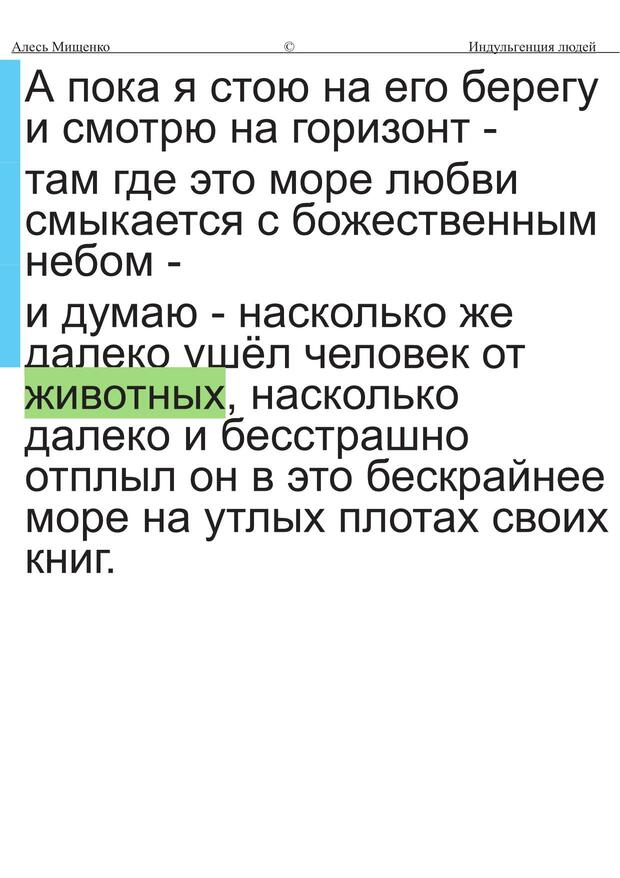 Алесь Мищенко © Индульгенция людей
А пока я стою на его берегу
и смотрю на горизонт -
там где это море любви
смыкается с божественным
небом -
и думаю - насколько же
далеко ушёл человек от
животных, насколько
далеко и бесстрашно
отплыл он в это бескрайнее
море на утлых плотах своих
книг.